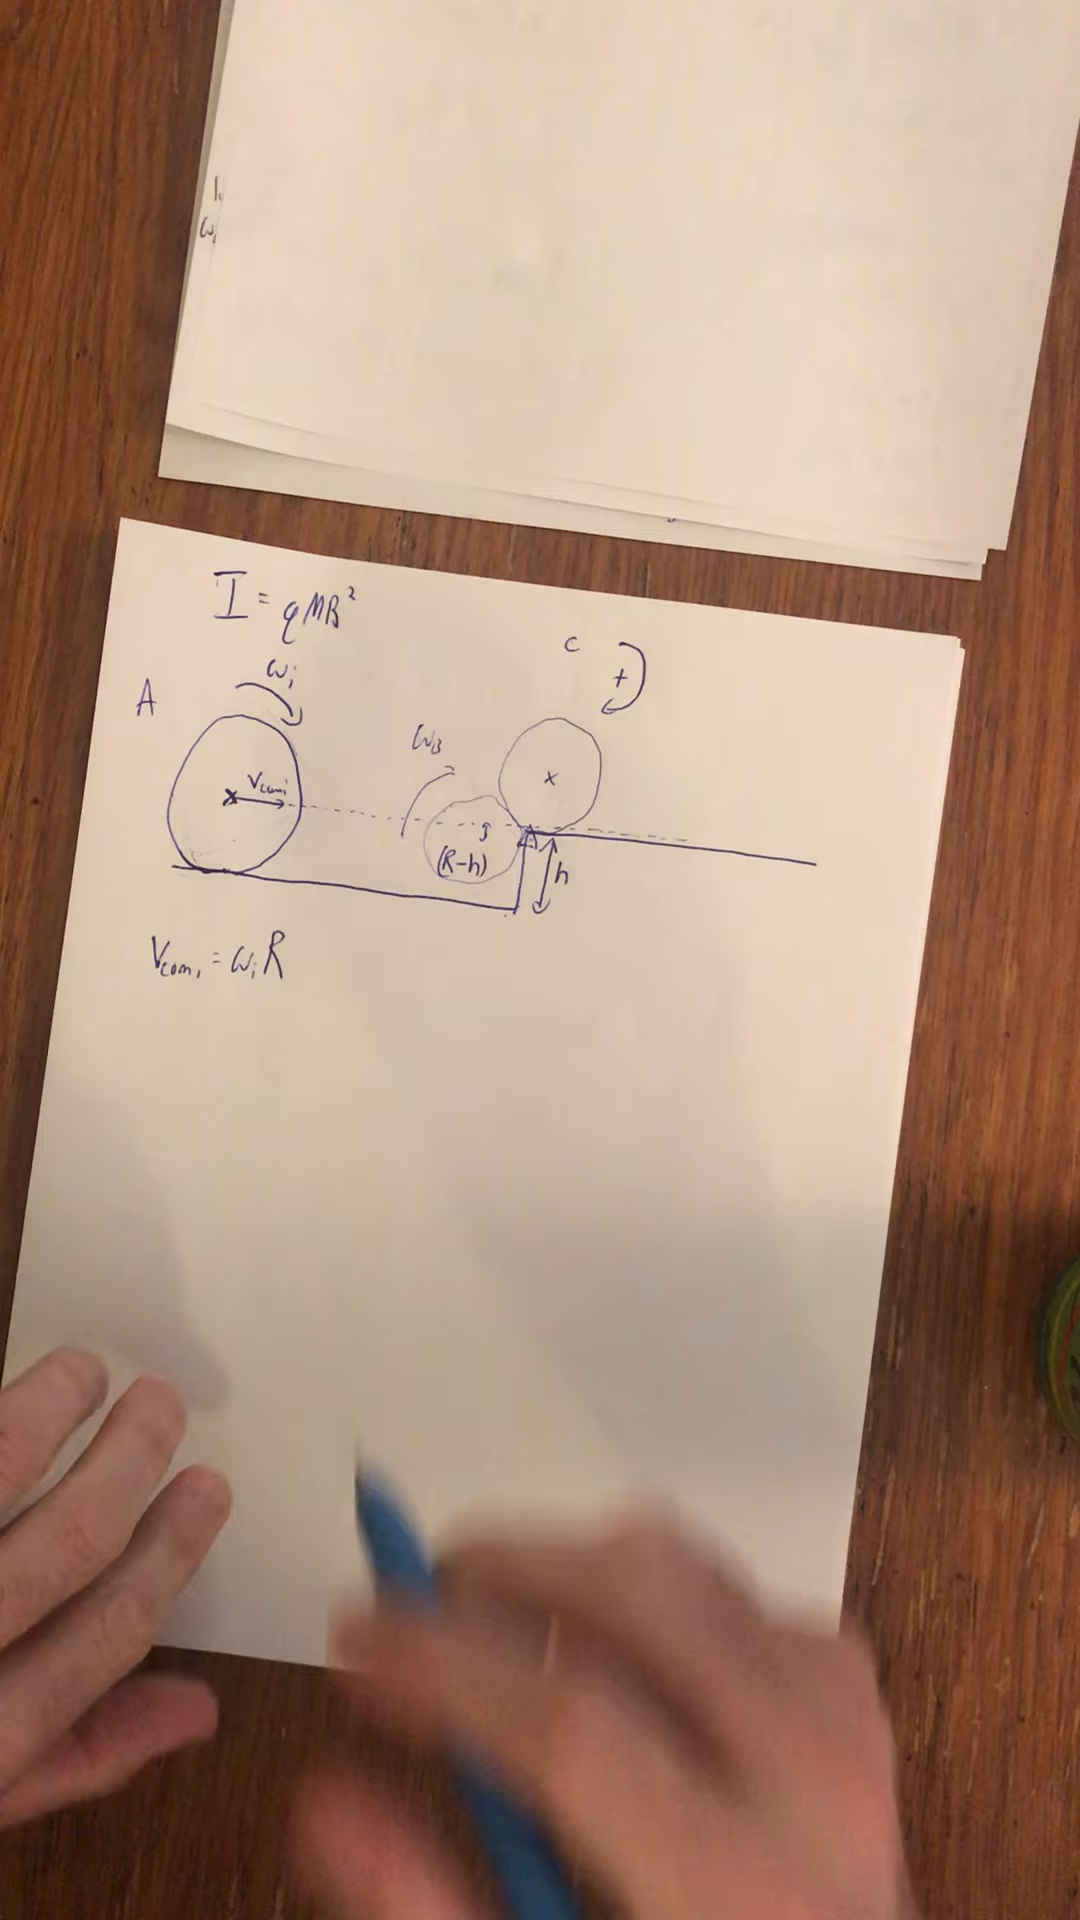 I = qMR²
C
+
ωᵢ
A
V_comᵢ
ω_B
(R-h)
h
V_comᵢ = ωᵢR